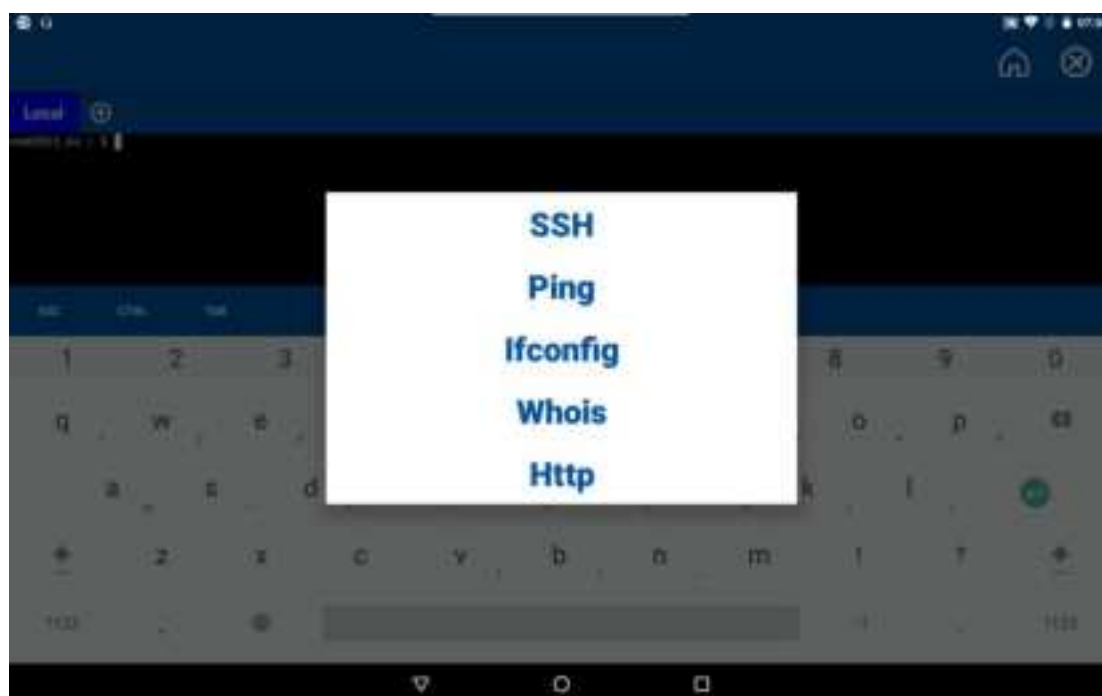 Local
SSH
Ping
Ifconfig
Whois
Http
1 2 3 8 9 0
q w e o p
a s d k l
z x c v b n m ! ?